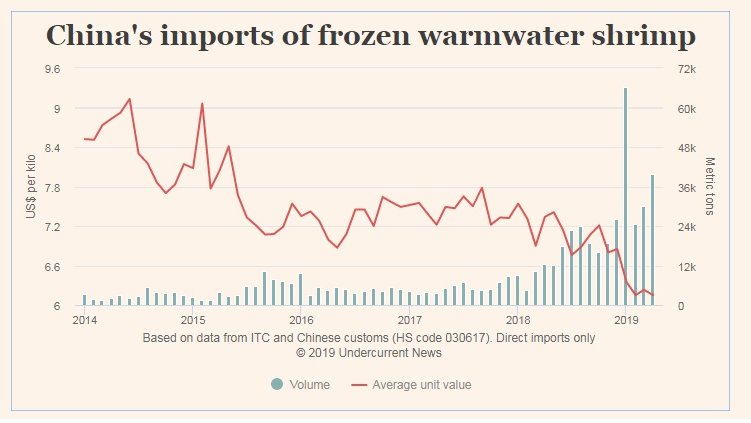 China's imports of frozen warmwater shrimp
9.6 72k
9 60k
8.4 48k
7.8 36k
7.2 24k
6.6 12k
6 0
US$ per kilo
Metric tons
2014 2015 2016 2017 2018 2019
Based on data from ITC and Chinese customs (HS code 030617). Direct imports only
© 2019 Undercurrent News
Volume Average unit value